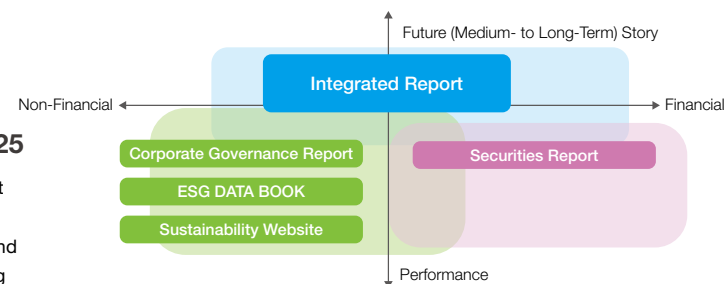 Future (Medium- to Long-Term) Story
Integrated Report
Non-Financial
Financial
25
Corporate Governance Report
Securities Report
t
ESG DATA BOOK
Sustainability Website
nd
g
Performance